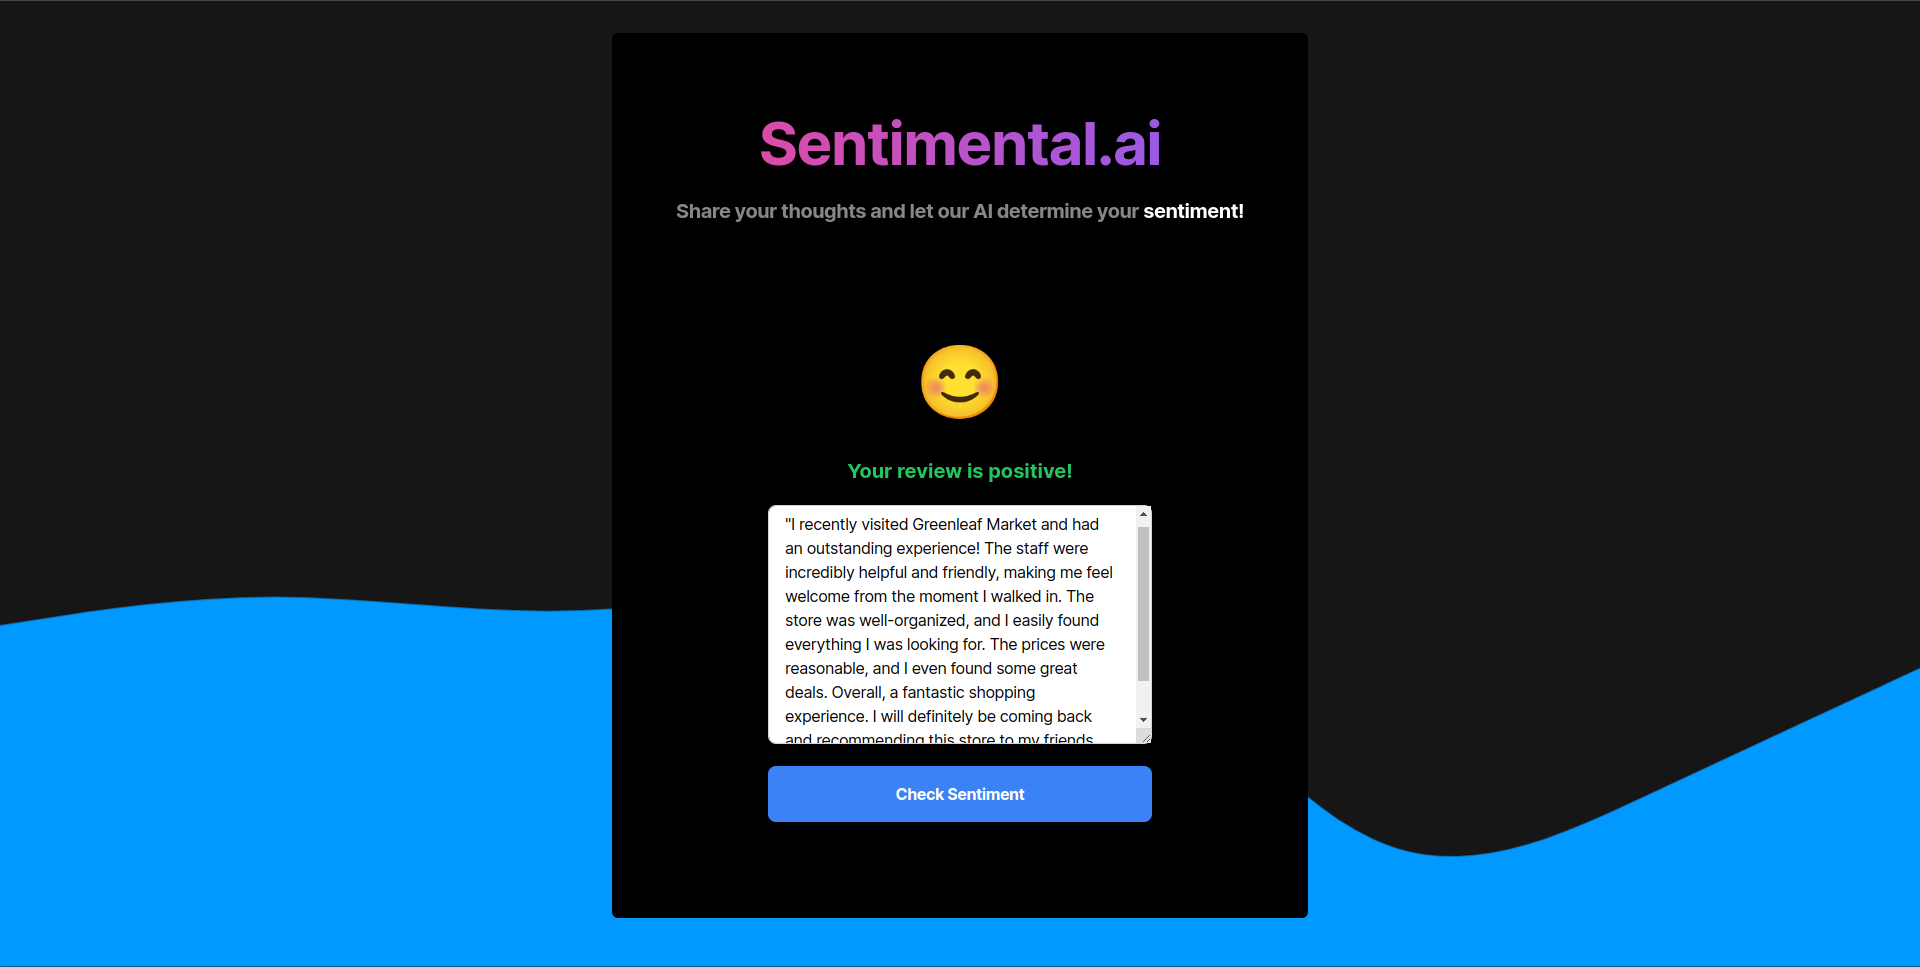 Sentimental.ai
Share your thoughts and let our AI determine your sentiment!
Your review is positive!
"I recently visited Greenleaf Market and had
an outstanding experience! The staff were
incredibly helpful and friendly, making me feel
welcome from the moment I walked in. The
store was well-organized, and I easily found
everything I was looking for. The prices were
reasonable, and I even found some great
deals. Overall, a fantastic shopping
experience. I will definitely be coming back
and recommending this store to my friends
Check Sentiment